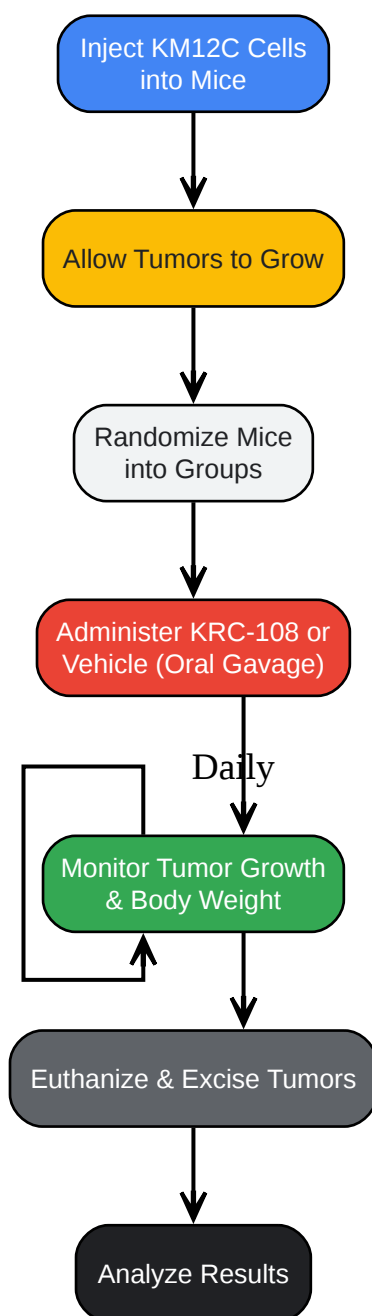 Inject KM12C Cells
into Mice
Allow Tumors to Grow
Randomize Mice
into Groups
Administer KRC-108 or
Vehicle (Oral Gavage)
Daily
Monitor Tumor Growth
& Body Weight
Euthanize & Excise Tumors
Analyze Results